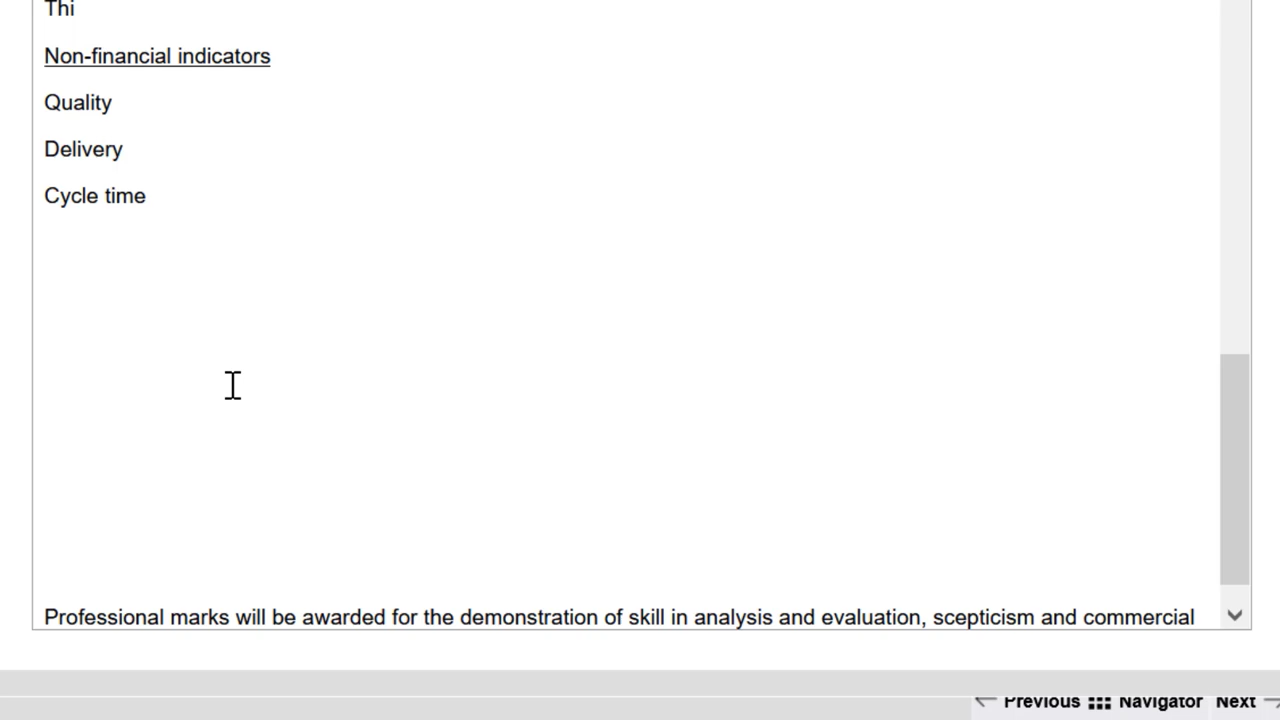 Thi
Non-financial indicators
Quality
Delivery
Cycle time
Professional marks will be awarded for the demonstration of skill in analysis and evaluation, scepticism and commercial
Previous Navigator Next